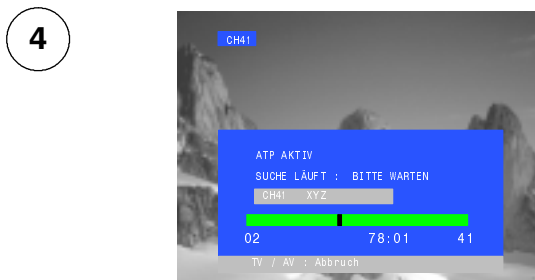 4
CH41
ATP AKTIV
SUCHE LÄUFT : BITTE WARTEN
CH41 XYZ
02 78:01 41
TV / AV : Abbruch